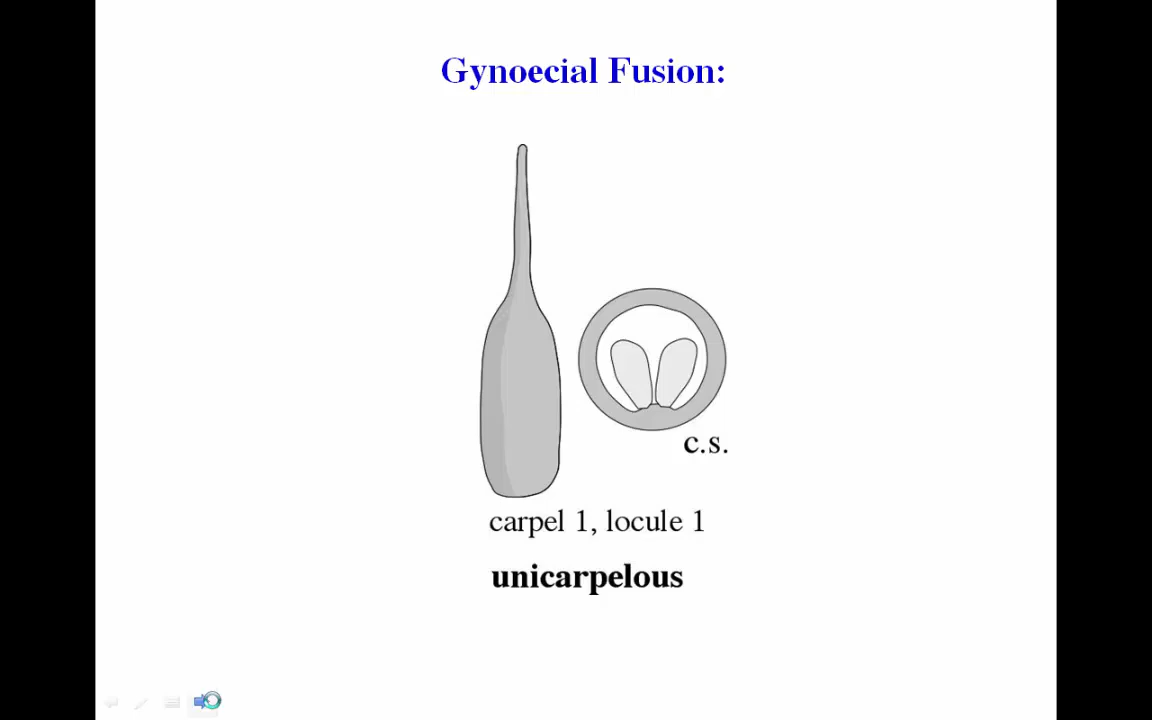 Gynoecial Fusion:
c.s.
carpel 1, locule 1
unicarpelous